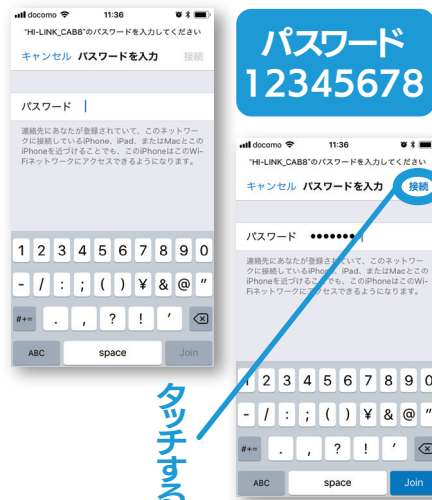 docomo 11:36
"HI-LINK_CAB8"のパスワードを入力してください
キャンセル パスワードを入力 接続
パスワード
連絡先にあなたが登録されていて、このネットワー
クに接続しているiPhone、iPad、またはMacとこの
iPhoneを近づけることでも、このiPhoneはこのWi-
Fiネットワークにアクセスできるようになります。
1 2 3 4 5 6 7 8 9 0
- / : ; ( ) ¥ & @ "
#+= . , ? ! '
ABC space Join
パスワード
12345678
docomo 11:36
"HI-LINK_CAB8"のパスワードを入力してください
キャンセル パスワードを入力 接続
パスワード ●●●●●●●●
連絡先にあなたが登録されていて、このネットワー
クに接続しているiPhone、iPad、またはMacとこの
iPhoneを近づけることでも、このiPhoneはこのWi-
Fiネットワークにアクセスできるようになります。
1 2 3 4 5 6 7 8 9 0
- / : ; ( ) ¥ & @ "
#+= . , ? ! '
ABC space Join
タッチする